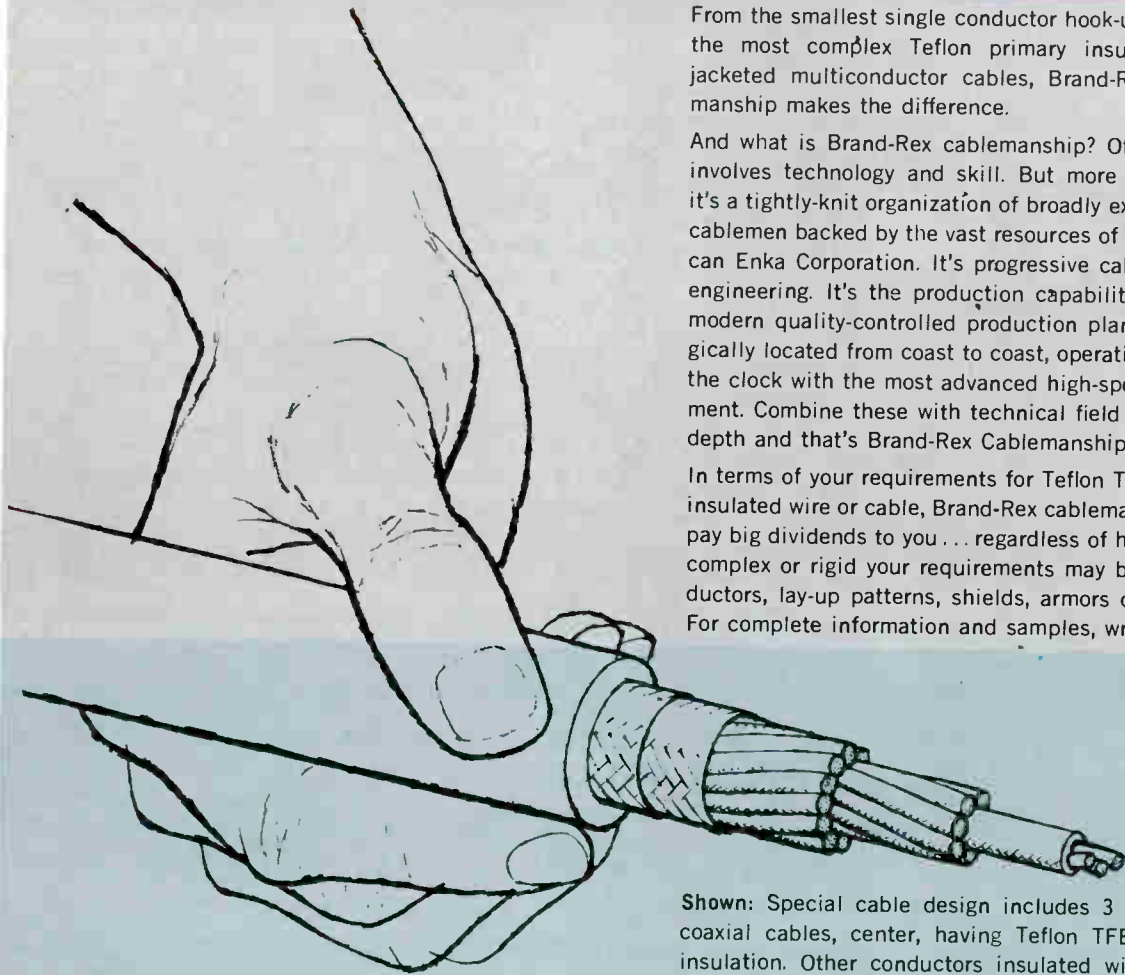 From the smallest single conductor hook-u
the most complex Teflon primary insu
jacketed multiconductor cables, Brand-R
manship makes the difference.
And what is Brand-Rex cablemanship? Of
involves technology and skill. But more
it's a tightly-knit organization of broadly ex
cablemen backed by the vast resources of
can Enka Corporation. It's progressive cal
engineering. It's the production capabilit
modern quality-controlled production plan
gically located from coast to coast, operati
the clock with the most advanced high-spe
ment. Combine these with technical field
depth and that's Brand-Rex Cablemanship
In terms of your requirements for Teflon T
insulated wire or cable, Brand-Rex cablema
pay big dividends to you ... regardless of h
complex or rigid your requirements may b
ductors, lay-up patterns, shields, armors o
For complete information and samples, wr
Shown: Special cable design includes 3
coaxial cables, center, having Teflon TFE
insulation. Other conductors insulated wi